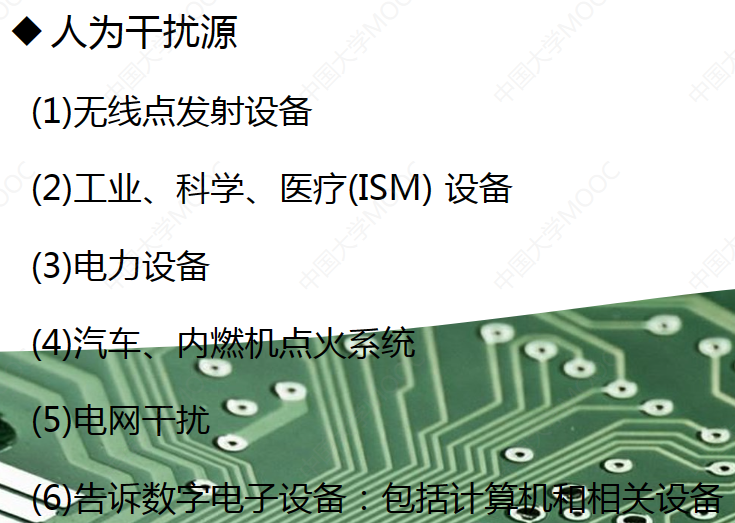 ◆ 人为干扰源
(1)无线点发射设备
(2)工业、科学、医疗(ISM) 设备
(3)电力设备
(4)汽车、内燃机点火系统
(5)电网干扰
(6)告诉数字电子设备：包括计算机和相关设备
中国大学MOOC